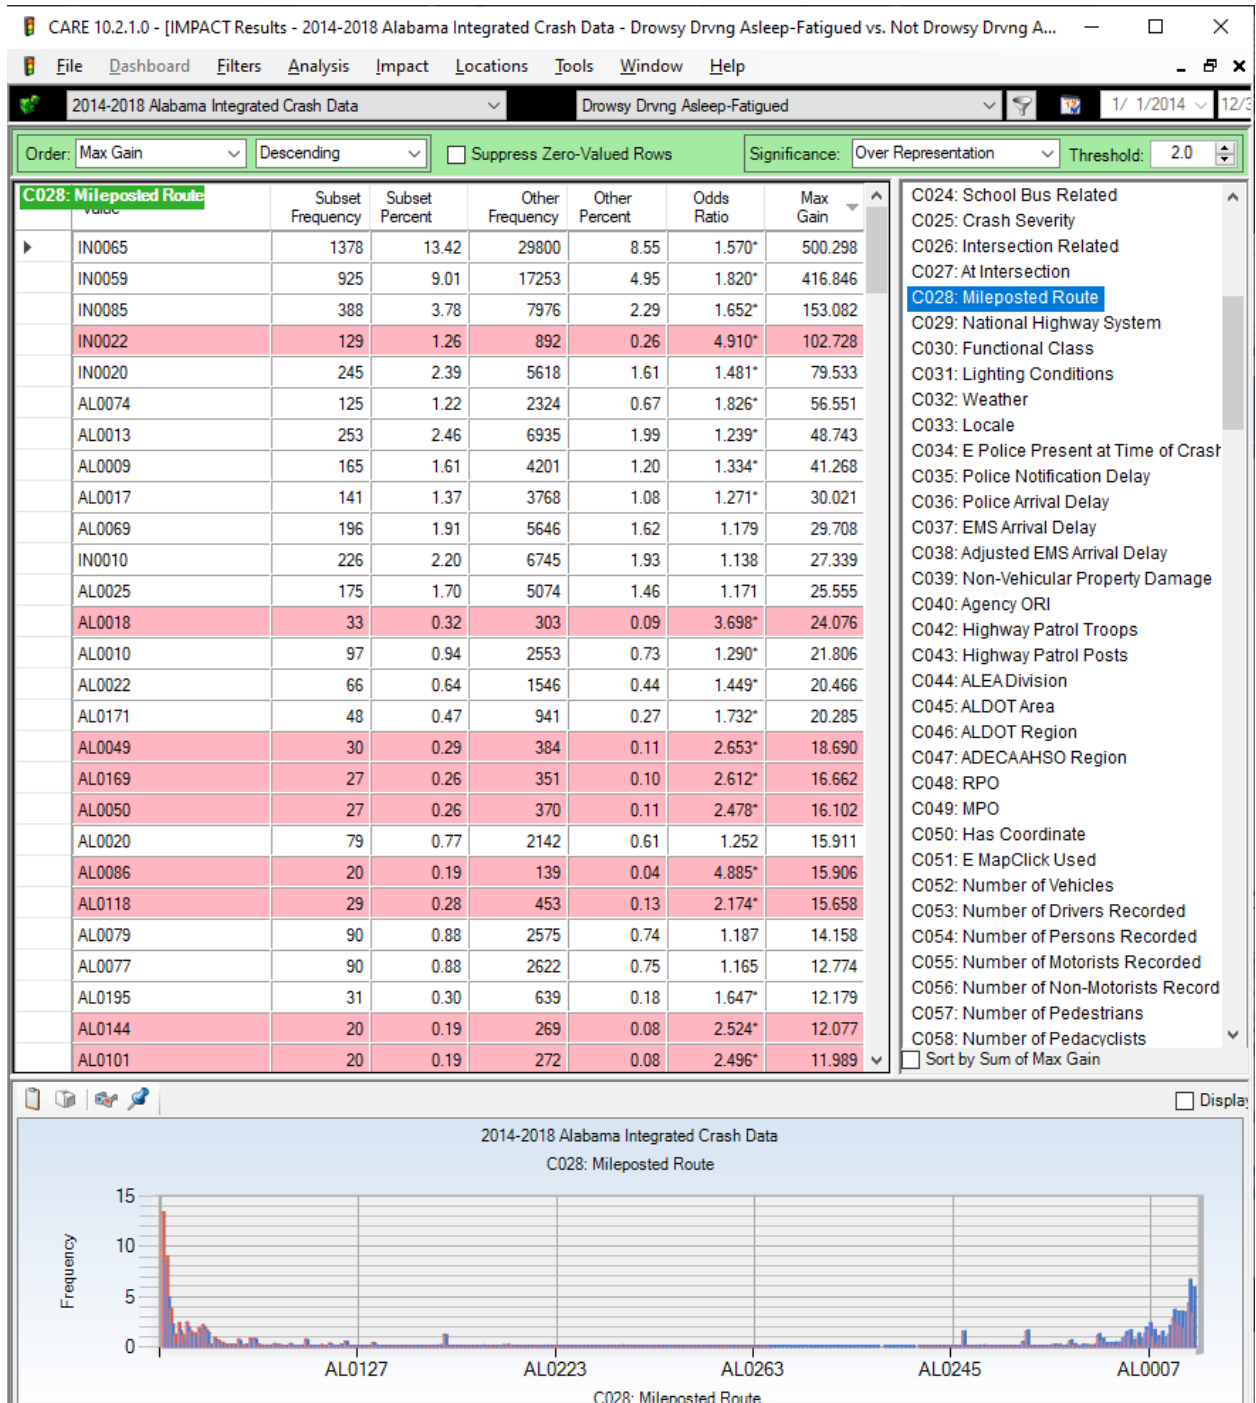 CARE 10.2.1.0 - [IMPACT Results - 2014-2018 Alabama Integrated Crash Data - Drowsy Drvng Asleep-Fatigued vs. Not Drowsy Drvng A...
File Dashboard Filters Analysis Impact Locations Tools Window Help
2014-2018 Alabama Integrated Crash Data Drowsy Drvng Asleep-Fatigued 1/ 1/2014 12/3
Order: Max Gain Descending Suppress Zero-Valued Rows Significance: Over Representation Threshold: 2.0
C028: Mileposted Route
Value Subset Frequency Subset Percent Other Frequency Other Percent Odds Ratio Max Gain
IN0065 1378 13.42 29800 8.55 1.570* 500.298
IN0059 925 9.01 17253 4.95 1.820* 416.846
IN0085 388 3.78 7976 2.29 1.652* 153.082
IN0022 129 1.26 892 0.26 4.910* 102.728
IN0020 245 2.39 5618 1.61 1.481* 79.533
AL0074 125 1.22 2324 0.67 1.826* 56.551
AL0013 253 2.46 6935 1.99 1.239* 48.743
AL0009 165 1.61 4201 1.20 1.334* 41.268
AL0017 141 1.37 3768 1.08 1.271* 30.021
AL0069 196 1.91 5646 1.62 1.179 29.708
IN0010 226 2.20 6745 1.93 1.138 27.339
AL0025 175 1.70 5074 1.46 1.171 25.555
AL0018 33 0.32 303 0.09 3.698* 24.076
AL0010 97 0.94 2553 0.73 1.290* 21.806
AL0022 66 0.64 1546 0.44 1.449* 20.466
AL0171 48 0.47 941 0.27 1.732* 20.285
AL0049 30 0.29 384 0.11 2.653* 18.690
AL0169 27 0.26 351 0.10 2.612* 16.662
AL0050 27 0.26 370 0.11 2.478* 16.102
AL0020 79 0.77 2142 0.61 1.252 15.911
AL0086 20 0.19 139 0.04 4.885* 15.906
AL0118 29 0.28 453 0.13 2.174* 15.658
AL0079 90 0.88 2575 0.74 1.187 14.158
AL0077 90 0.88 2622 0.75 1.165 12.774
AL0195 31 0.30 639 0.18 1.647* 12.179
AL0144 20 0.19 269 0.08 2.524* 12.077
AL0101 20 0.19 272 0.08 2.496* 11.989
C024: School Bus Related
C025: Crash Severity
C026: Intersection Related
C027: At Intersection
C028: Mileposted Route
C029: National Highway System
C030: Functional Class
C031: Lighting Conditions
C032: Weather
C033: Locale
C034: E Police Present at Time of Crash
C035: Police Notification Delay
C036: Police Arrival Delay
C037: EMS Arrival Delay
C038: Adjusted EMS Arrival Delay
C039: Non-Vehicular Property Damage
C040: Agency ORI
C042: Highway Patrol Troops
C043: Highway Patrol Posts
C044: ALEA Division
C045: ALDOT Area
C046: ALDOT Region
C047: ADECAAHSO Region
C048: RPO
C049: MPO
C050: Has Coordinate
C051: E MapClick Used
C052: Number of Vehicles
C053: Number of Drivers Recorded
C054: Number of Persons Recorded
C055: Number of Motorists Recorded
C056: Number of Non-Motorists Record
C057: Number of Pedestrians
C058: Number of Pedacyclists
Sort by Sum of Max Gain
Display
2014-2018 Alabama Integrated Crash Data
C028: Mileposted Route
Frequency
15
10
5
0
AL0127 AL0223 AL0263 AL0245 AL0007
C028: Mileposted Route